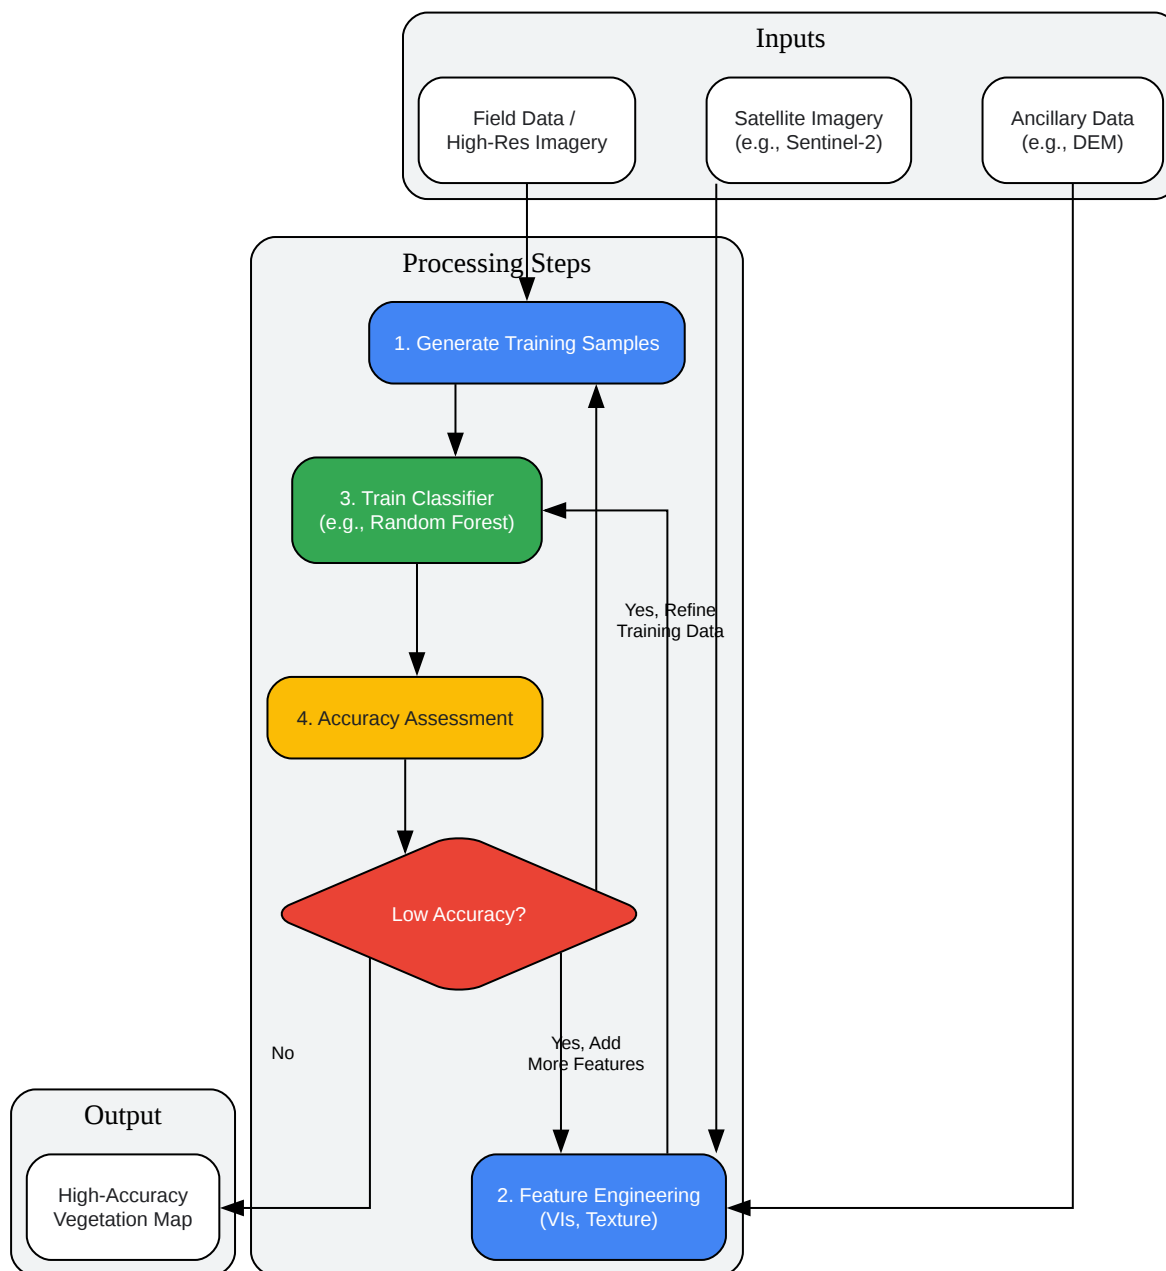 Inputs
Field Data /
High-Res Imagery
Satellite Imagery
(e.g., Sentinel-2)
Ancillary Data
(e.g., DEM)
Processing Steps
1. Generate Training Samples
3. Train Classifier
(e.g., Random Forest)
Yes, Refine
Training Data
4. Accuracy Assessment
Low Accuracy?
No
Yes, Add
More Features
Output
High-Accuracy
Vegetation Map
2. Feature Engineering
(VIs, Texture)